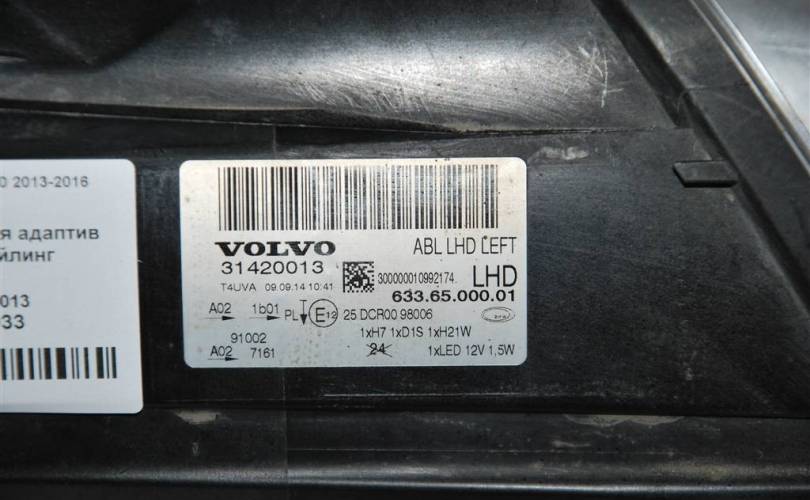 0 2013-2016
я адаптив
йлинг
013
033
VOLVO
ABL LHD LEFT
31420013
300000010992174
LHD
T4UVA 09.09.14 10:41
633.65.000.01
A02 1b01 PL E12 25 DCR00 98006
91002
1xH7 1xD1S 1xH21W
A02 7161
24
1xLED 12V 1,5W